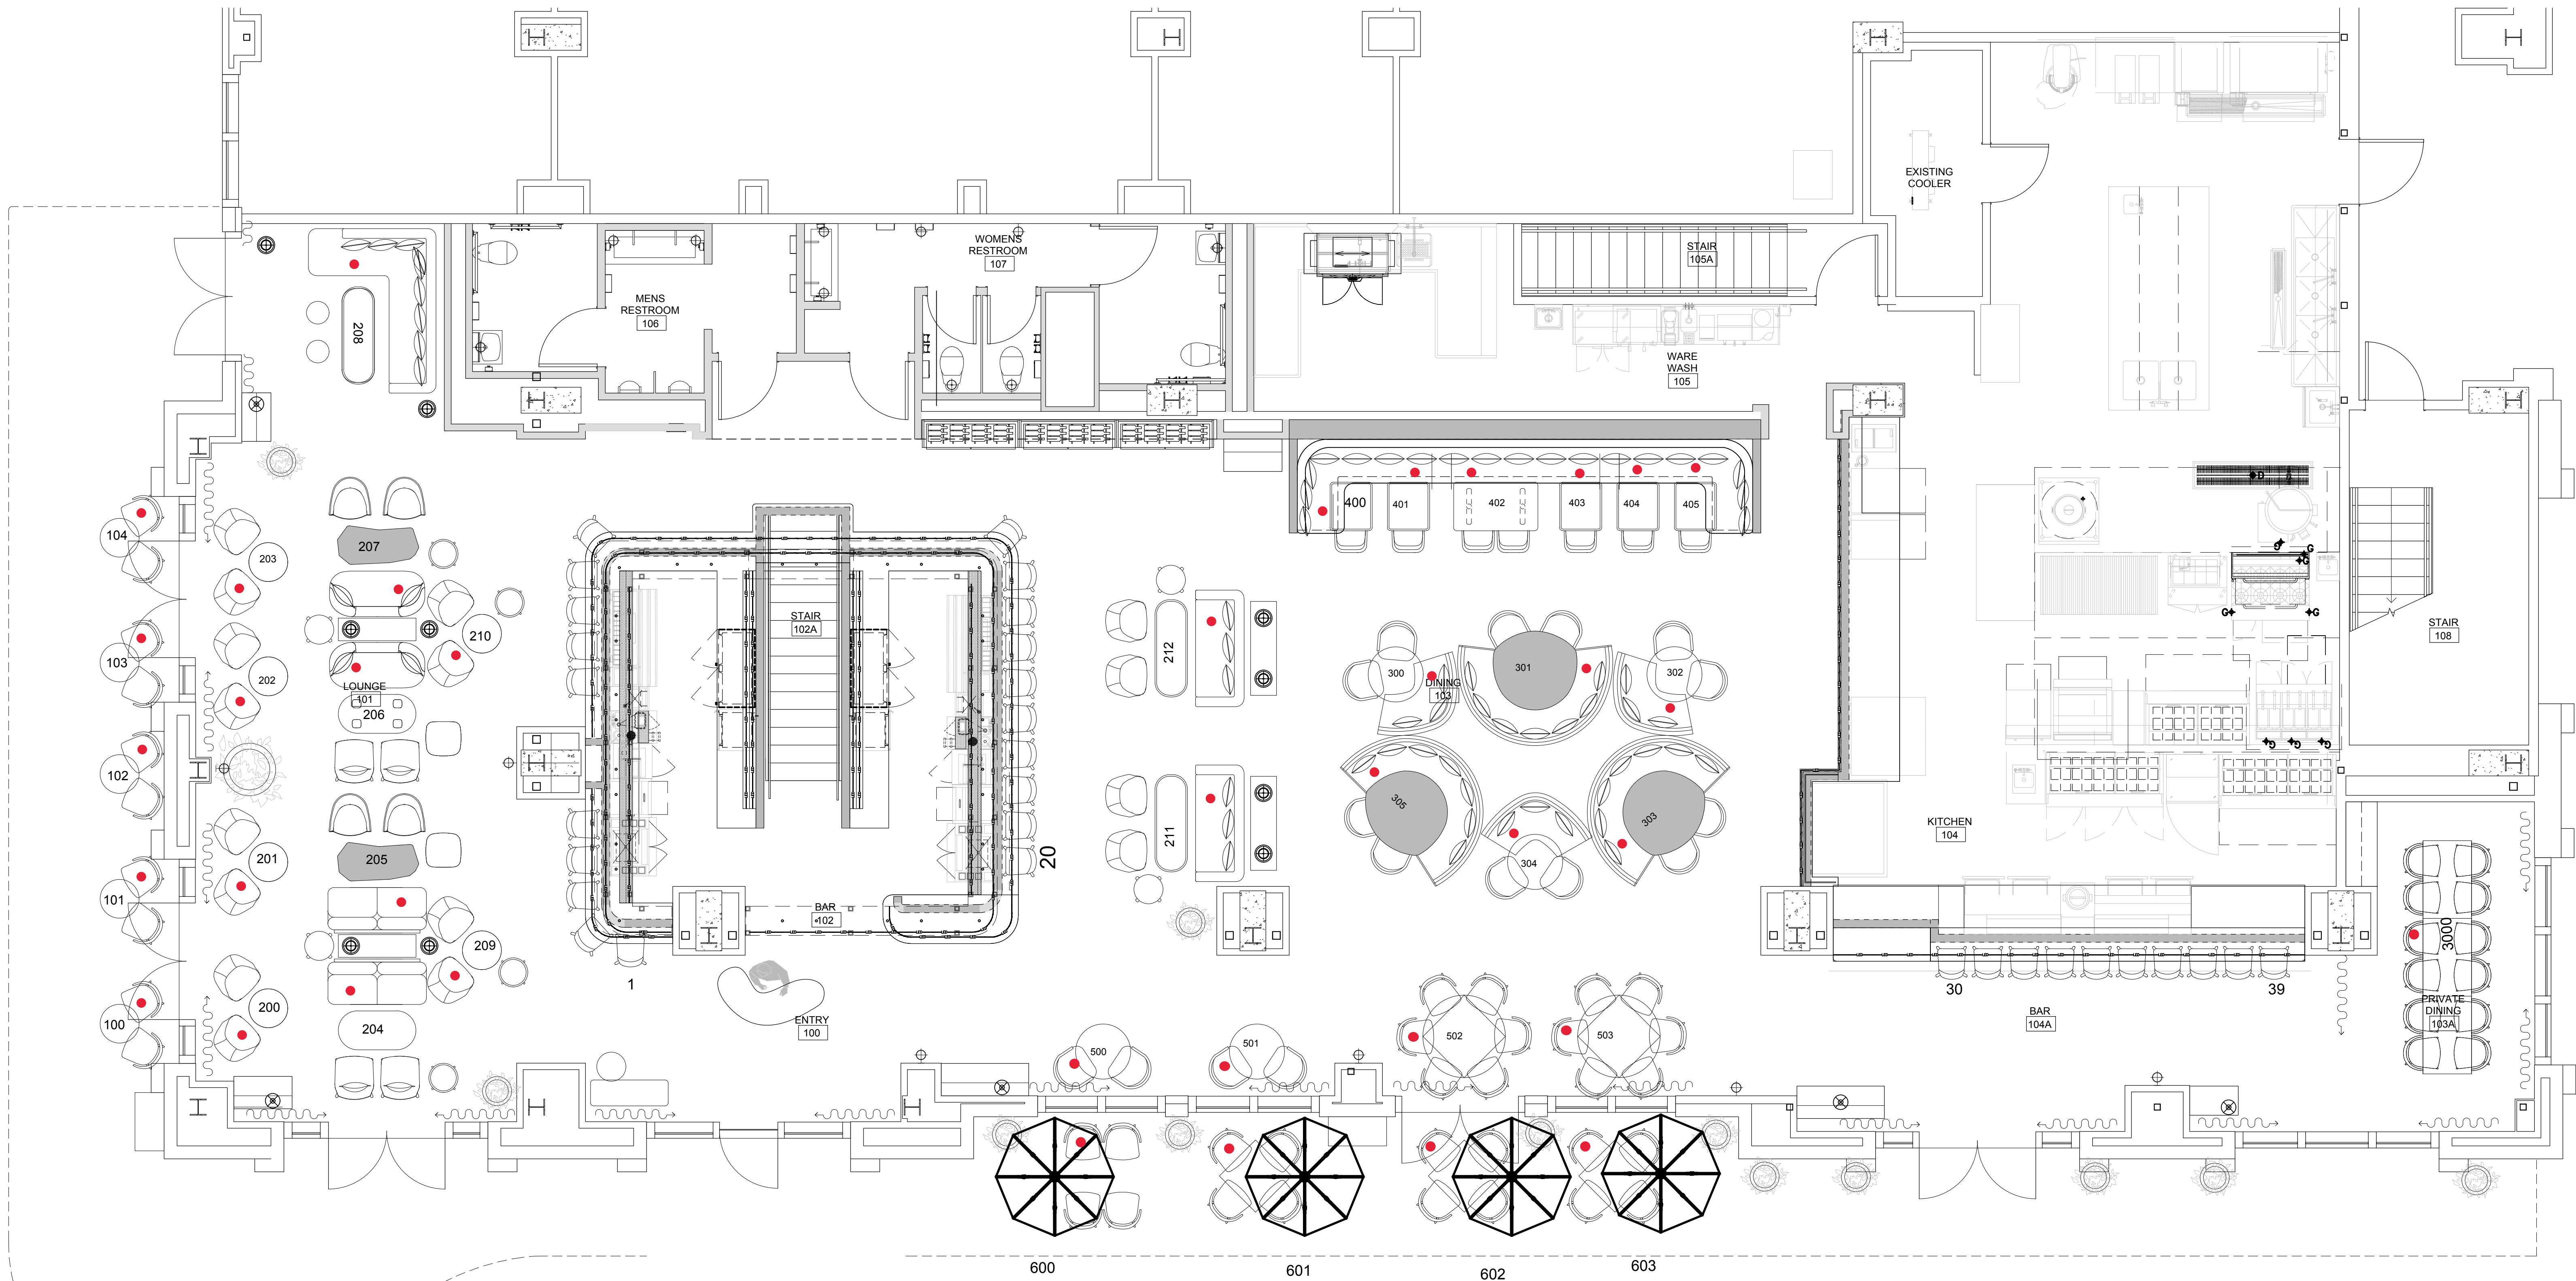 EXISTING
COOLER
WOMENS
RESTROOM
107
STAIR
105A
MENS
RESTROOM
106
208
WARE
WASH
105
104
207
203
400
401
402
403
404
405
D
G
G
G
G
G
103
LOUNGE
101
206
202
210
STAIR
102A
212
300
DINING
103
301
302
STAIR
108
G
G
G
102
205
201
101
20
211
305
304
303
KITCHEN
104
BAR
102
209
3000
200
100
204
1
ENTRY
100
500
501
502
503
30
39
BAR
104A
PRIVATE
DINING
103A
600
601
602
603